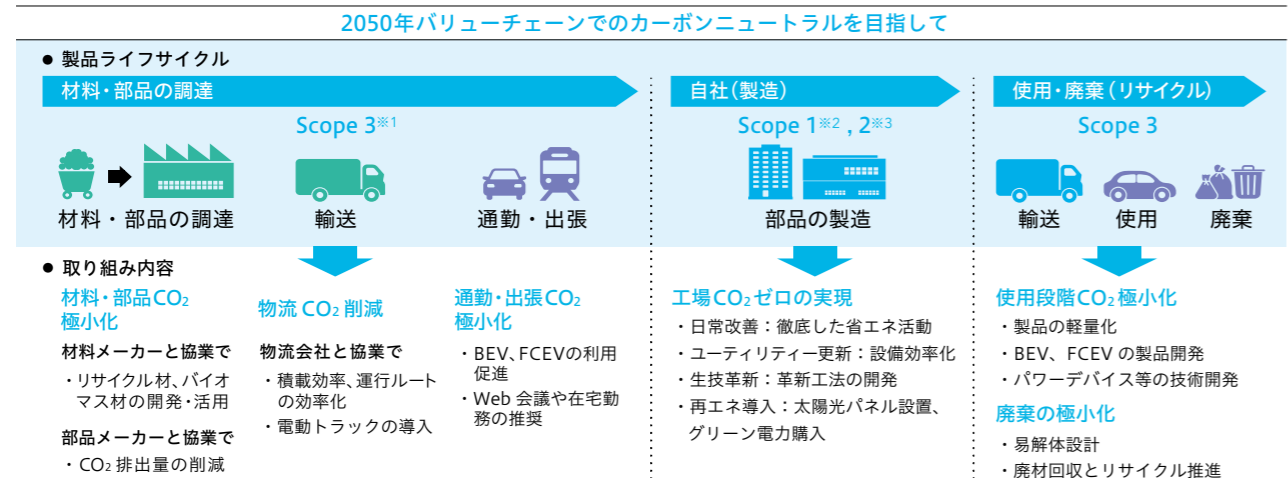 2050年バリューチェーンでのカーボンニュートラルを目指して
● 製品ライフサイクル
材料・部品の調達
Scope 3※1
材料・部品の調達
輸送
通勤・出張
自社(製造)
Scope 1※2 , 2※3
部品の製造
使用・廃棄(リサイクル)
Scope 3
輸送
使用
廃棄
● 取り組み内容
材料・部品CO2
極小化
材料メーカーと協業で
・リサイクル材、バイオ
マス材の開発・活用
部品メーカーと協業で
・CO2 排出量の削減
物流 CO2 削減
物流会社と協業で
・積載効率、運行ルート
の効率化
・電動トラックの導入
通勤・出張CO2
極小化
・BEV、FCEVの利用
促進
・Web 会議や在宅勤
務の推奨
工場CO2ゼロの実現
・日常改善：徹底した省エネ活動
・ユーティリティー更新：設備効率化
・生技革新：革新工法の開発
・再エネ導入：太陽光パネル設置、
グリーン電力購入
使用段階CO2極小化
・製品の軽量化
・BEV、FCEV の製品開発
・パワーデバイス等の技術開発
廃棄の極小化
・易解体設計
・廃材回収とリサイクル推進